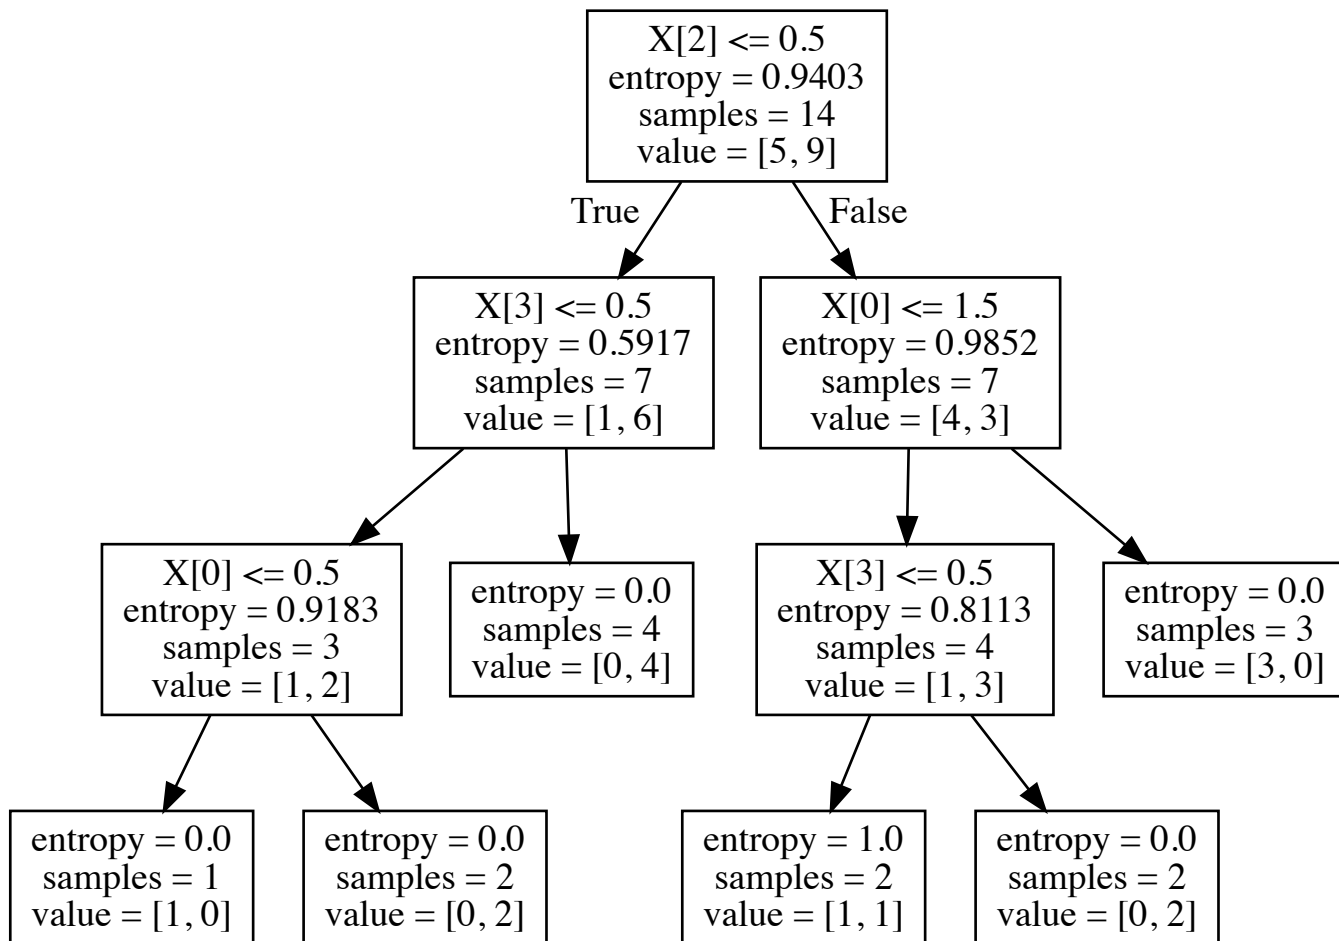 X[2] <= 0.5
entropy = 0.9403
samples = 14
value = [5, 9]
True
False
X[3] <= 0.5
entropy = 0.5917
samples = 7
value = [1, 6]
X[0] <= 1.5
entropy = 0.9852
samples = 7
value = [4, 3]
X[0] <= 0.5
entropy = 0.9183
samples = 3
value = [1, 2]
entropy = 0.0
samples = 4
value = [0, 4]
X[3] <= 0.5
entropy = 0.8113
samples = 4
value = [1, 3]
entropy = 0.0
samples = 3
value = [3, 0]
entropy = 0.0
samples = 1
value = [1, 0]
entropy = 0.0
samples = 2
value = [0, 2]
entropy = 1.0
samples = 2
value = [1, 1]
entropy = 0.0
samples = 2
value = [0, 2]